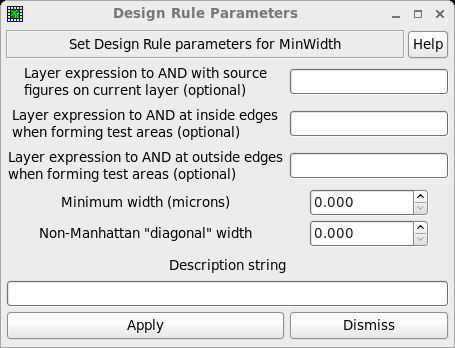 Design Rule Parameters
Set Design Rule parameters for MinWidth
Help
Layer expression to AND with source
figures on current layer (optional)
Layer expression to AND at inside edges
when forming test areas (optional)
Layer expression to AND at outside edges
when forming test areas (optional)
Minimum width (microns)
0.000
Non-Manhattan "diagonal" width
0.000
Description string
Apply
Dismiss